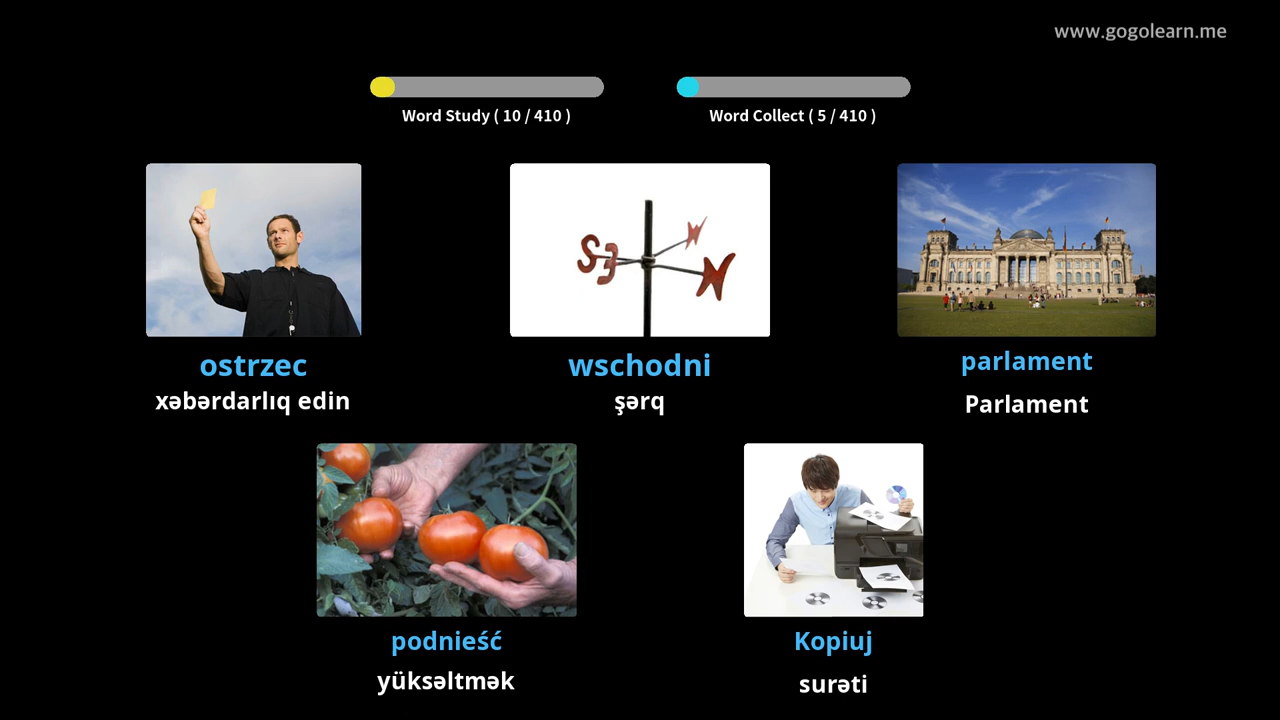 www.gogolearn.me
Word Study ( 10 / 410 )
Word Collect ( 5 / 410 )
S
E
N
W
ostrzec
xəbərdarlıq edin
wschodni
şərq
parlament
Parlament
podnieść
yüksəltmək
Kopiuj
surəti